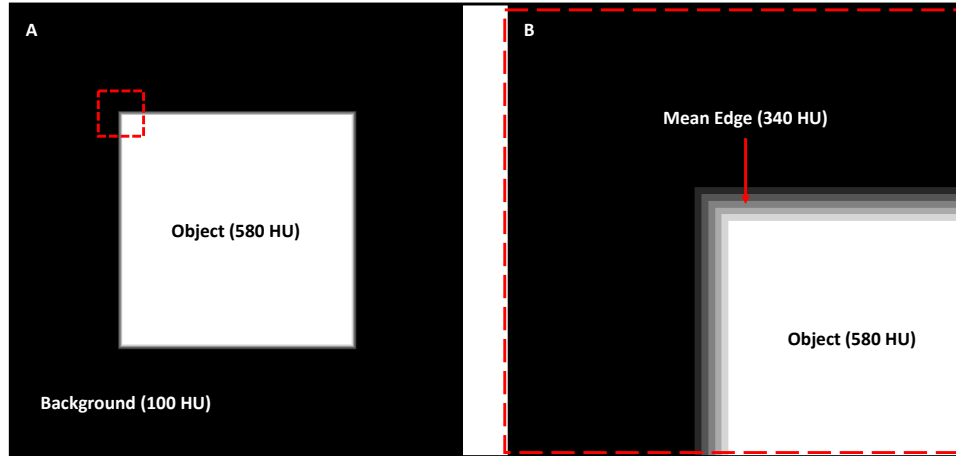 A
Object (580 HU)
Background (100 HU)
B
Mean Edge (340 HU)
Object (580 HU)